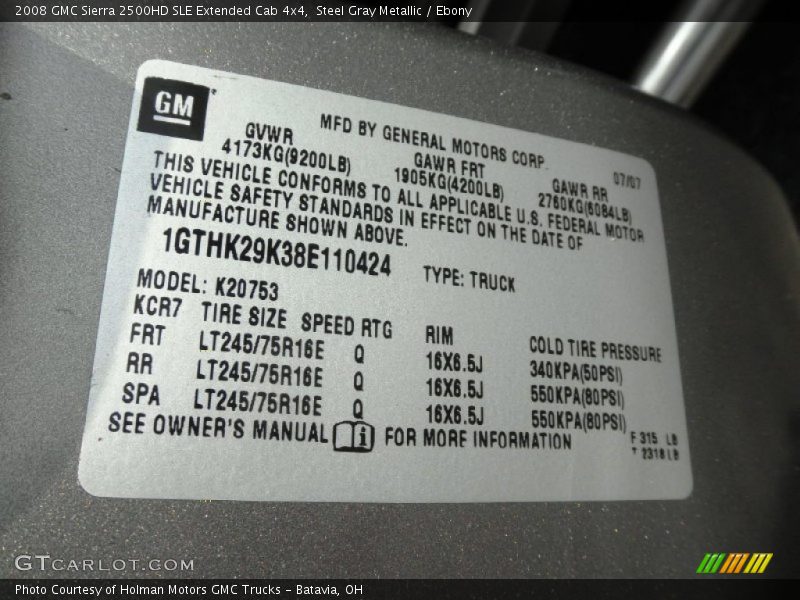 2008 GMC Sierra 2500HD SLE Extended Cab 4x4, Steel Gray Metallic / Ebony
GM
MFD BY GENERAL MOTORS CORP. 07/07
GVWR GAWR FRT GAWR RR
4173KG(9200LB) 1905KG(4200LB) 2760KG(6084LB)
THIS VEHICLE CONFORMS TO ALL APPLICABLE U.S. FEDERAL MOTOR
VEHICLE SAFETY STANDARDS IN EFFECT ON THE DATE OF
MANUFACTURE SHOWN ABOVE.
1GTHK29K38E110424 TYPE: TRUCK
MODEL: K20753
KCR7 TIRE SIZE SPEED RTG RIM COLD TIRE PRESSURE
FRT LT245/75R16E Q 16X6.5J 340KPA(50PSI)
RR LT245/75R16E Q 16X6.5J 550KPA(80PSI)
SPA LT245/75R16E Q 16X6.5J 550KPA(80PSI)
SEE OWNER'S MANUAL i FOR MORE INFORMATION
F 315 LB
T 2318 LB
GTCARLOT.COM
Photo Courtesy of Holman Motors GMC Trucks - Batavia, OH